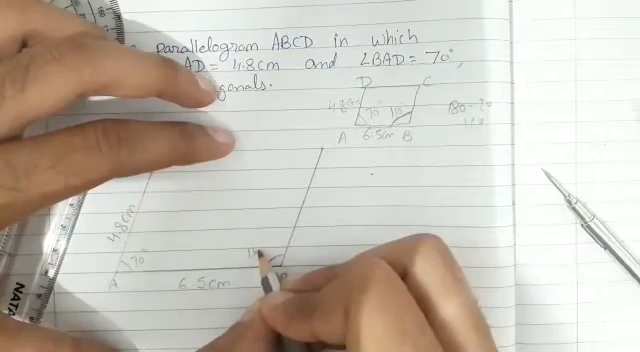 parallelogram ABCD in which
AD = 4.8cm and ∠BAD = 70°,
gonals.
D C
4.8cm 70° 110°
180-70
110
A 6.5cm B
4.8cm
70°
A 6.5cm
NATA